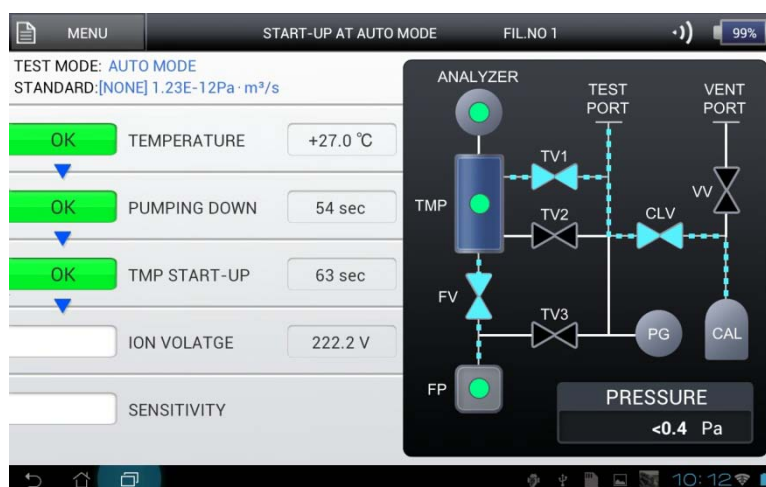 MENU
START-UP AT AUTO MODE
FIL.NO 1
99%
TEST MODE: AUTO MODE
STANDARD:[NONE] 1.23E-12Pa·m³/s
OK TEMPERATURE +27.0 ℃
OK PUMPING DOWN 54 sec
OK TMP START-UP 63 sec
ION VOLATGE 222.2 V
SENSITIVITY
ANALYZER
TEST
PORT
VENT
PORT
TV1
TMP
TV2
CLV
VV
FV
TV3
PG
CAL
FP
PRESSURE
<0.4 Pa
10:12